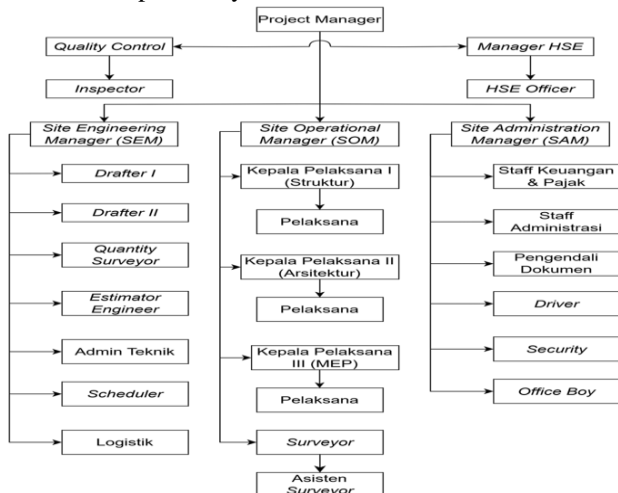 Project Manager
Quality Control
Manager HSE
Inspector
HSE Officer
Site Engineering
Manager (SEM)
Site Operational
Manager (SOM)
Site Administration
Manager (SAM)
Drafter I
Kepala Pelaksana I
(Struktur)
Staff Keuangan
& Pajak
Drafter II
Pelaksana
Staff
Administrasi
Quantity
Surveyor
Kepala Pelaksana II
(Arsitektur)
Pengendali
Dokumen
Estimator
Engineer
Pelaksana
Driver
Admin Teknik
Kepala Pelaksana
III (MEP)
Security
Scheduler
Pelaksana
Office Boy
Logistik
Surveyor
Asisten
Surveyor